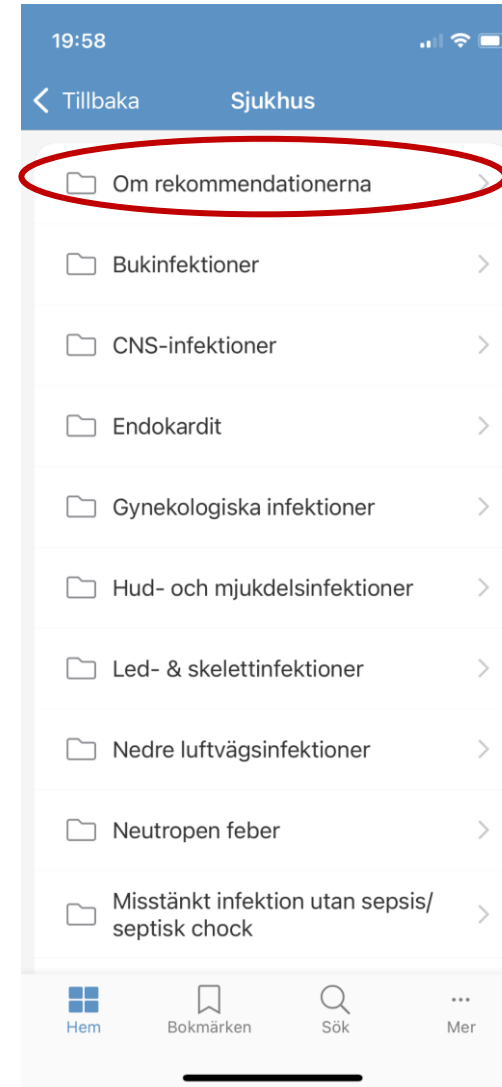 19:58
Tillbaka
Sjukhus
Om rekommendationerna
Bukinfektioner
CNS-infektioner
Endokardit
Gynekologiska infektioner
Hud- och mjukdelsinfektioner
Led- & skelettinfektioner
Nedre luftvägsinfektioner
Neutropen feber
Misstänkt infektion utan sepsis/
septisk chock
Hem
Bokmärken
Sök
Mer